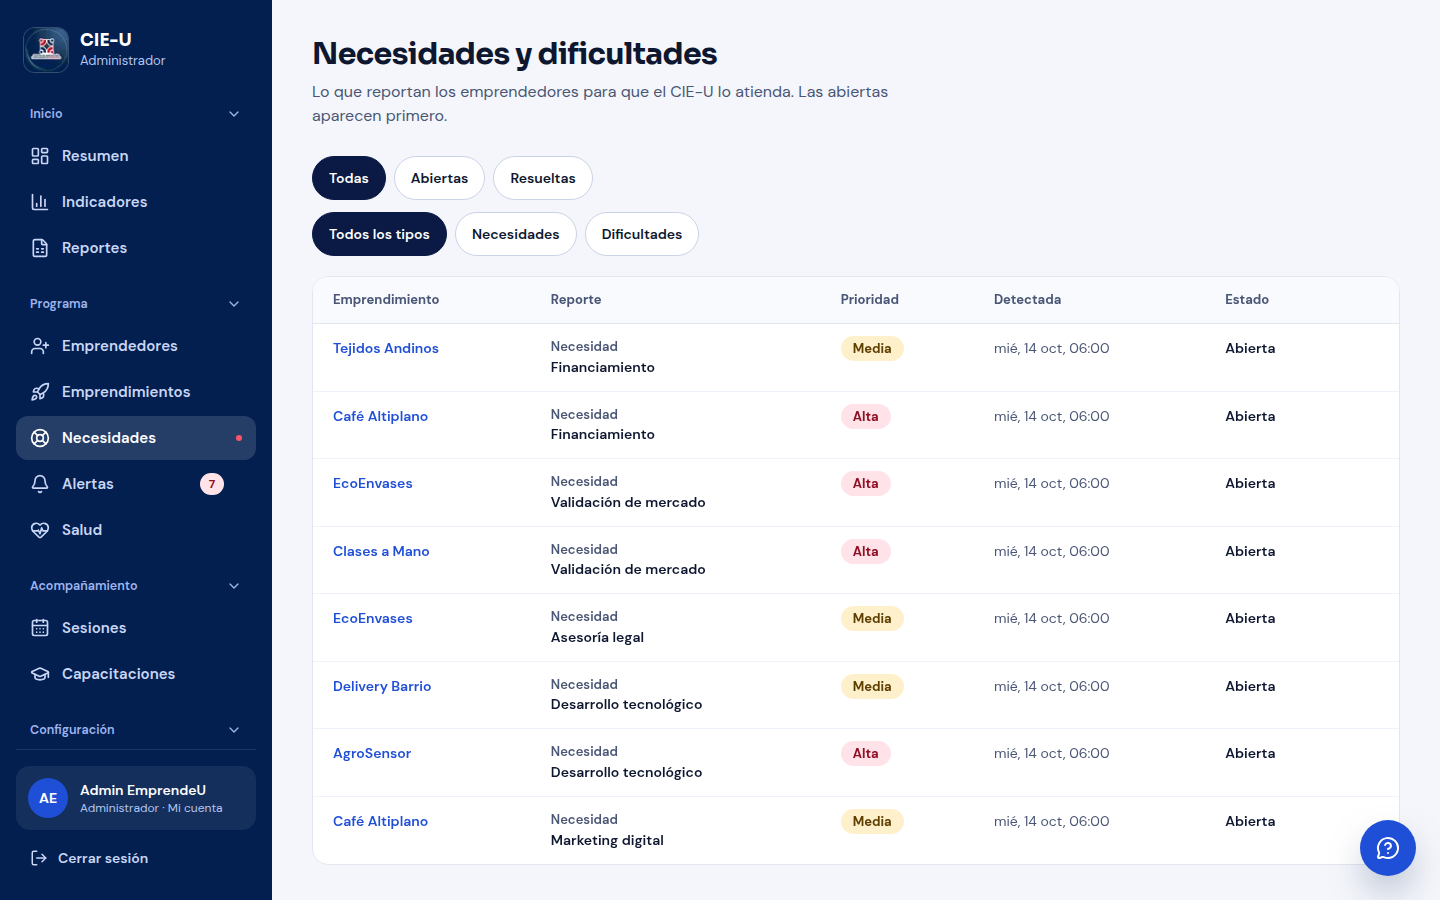 CIE-U
Administrador
Inicio
Resumen
Indicadores
Reportes
Programa
Emprendedores
Emprendimientos
Necesidades
Alertas 7
Salud
Acompañamiento
Sesiones
Capacitaciones
Configuración
AE
Admin EmprendeU
Administrador · Mi cuenta
Cerrar sesión
Necesidades y dificultades
Lo que reportan los emprendedores para que el CIE-U lo atienda. Las abiertas
aparecen primero.
Todas Abiertas Resueltas
Todos los tipos Necesidades Dificultades
Emprendimiento Reporte Prioridad Detectada Estado
Tejidos Andinos Necesidad Media mié, 14 oct, 06:00 Abierta
Financiamiento
Café Altiplano Necesidad Alta mié, 14 oct, 06:00 Abierta
Financiamiento
EcoEnvases Necesidad Alta mié, 14 oct, 06:00 Abierta
Validación de mercado
Clases a Mano Necesidad Alta mié, 14 oct, 06:00 Abierta
Validación de mercado
EcoEnvases Necesidad Media mié, 14 oct, 06:00 Abierta
Asesoría legal
Delivery Barrio Necesidad Media mié, 14 oct, 06:00 Abierta
Desarrollo tecnológico
AgroSensor Necesidad Alta mié, 14 oct, 06:00 Abierta
Desarrollo tecnológico
Café Altiplano Necesidad Media mié, 14 oct, 06:00 Abierta
Marketing digital